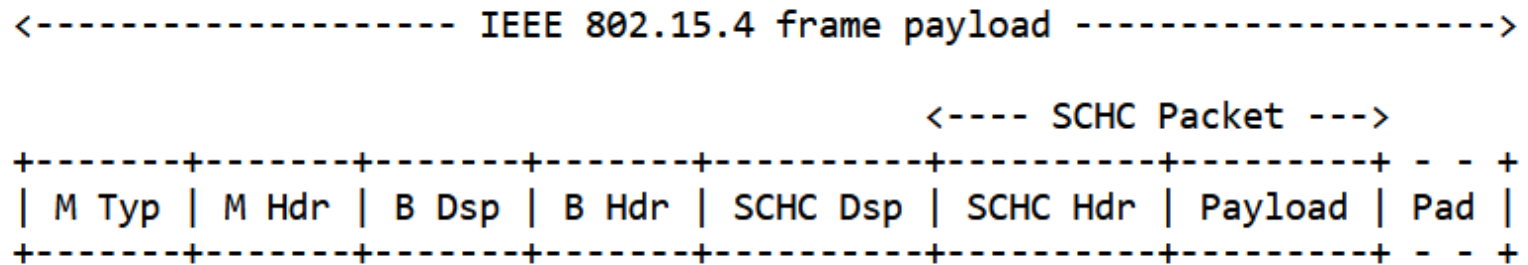 <-------------------- IEEE 802.15.4 frame payload -------------------->
<---- SCHC Packet --->
+-------+-------+-------+-------+----------+----------+---------+ - - +
| M Typ | M Hdr | B Dsp | B Hdr | SCHC Dsp | SCHC Hdr | Payload | Pad |
+-------+-------+-------+-------+----------+----------+---------+ - - +